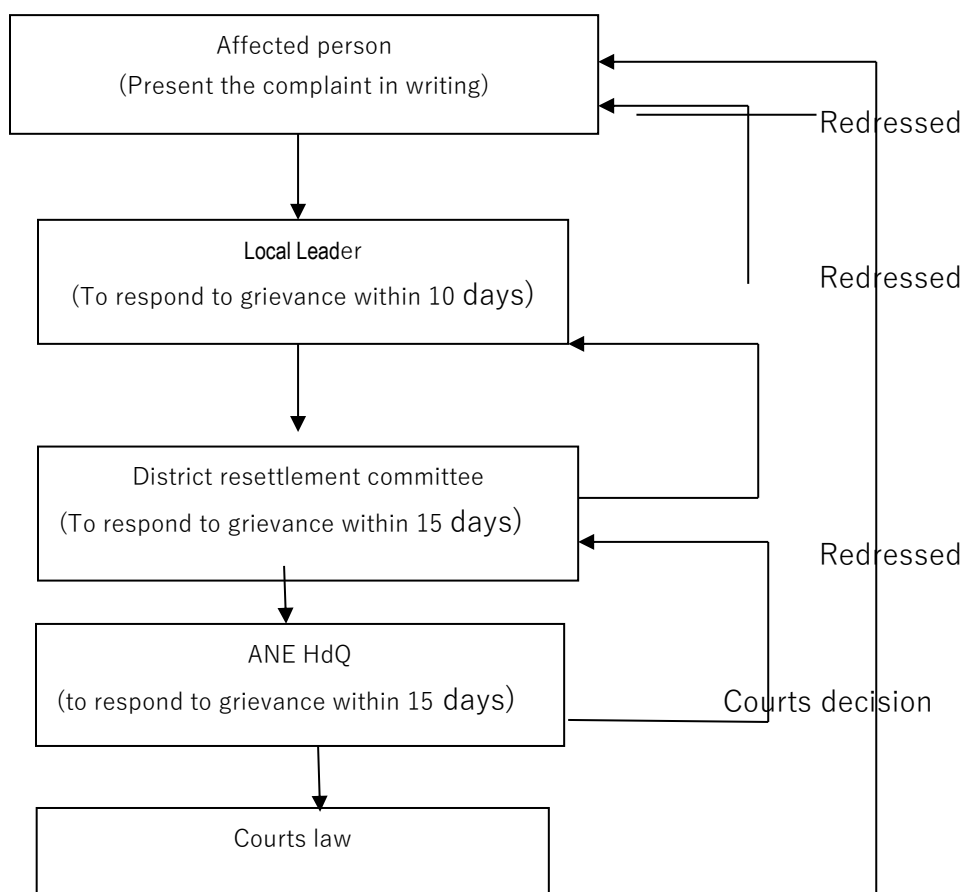 Affected person
(Present the complaint in writing)
Redressed
Local Leader
(To respond to grievance within 10 days)
Redressed
District resettlement committee
(To respond to grievance within 15 days)
Redressed
ANE HdQ
(to respond to grievance within 15 days)
Courts decision
Courts law